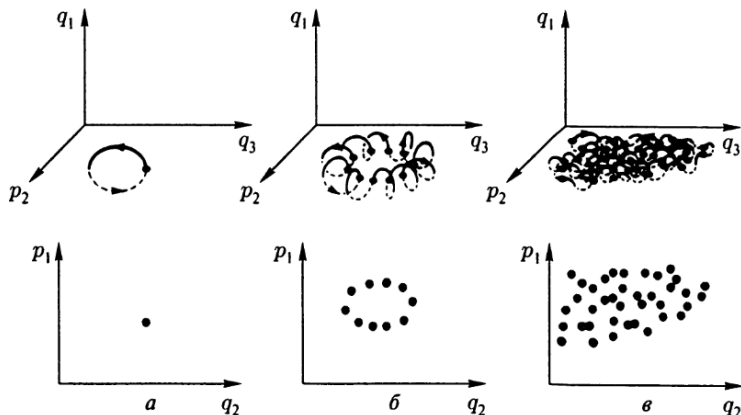 q₁ q₁ q₁
q₃ q₃ q₃
p₂ p₂ p₂
p₁ p₁ p₁
а q₂ б q₂ в q₂